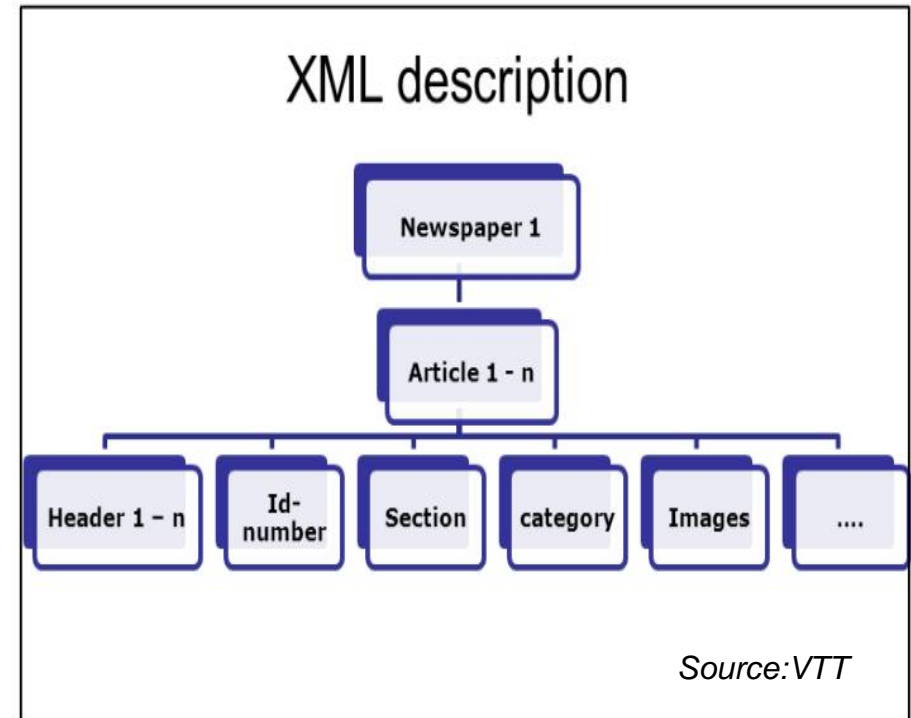 XML description
Newspaper 1
Article 1 - n
Header 1 – n
Id-
number
Section
category
Images
....
Source:VTT